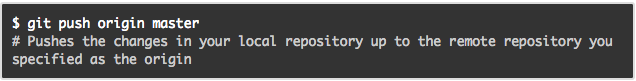 $ git push origin master
# Pushes the changes in your local repository up to the remote repository you
specified as the origin